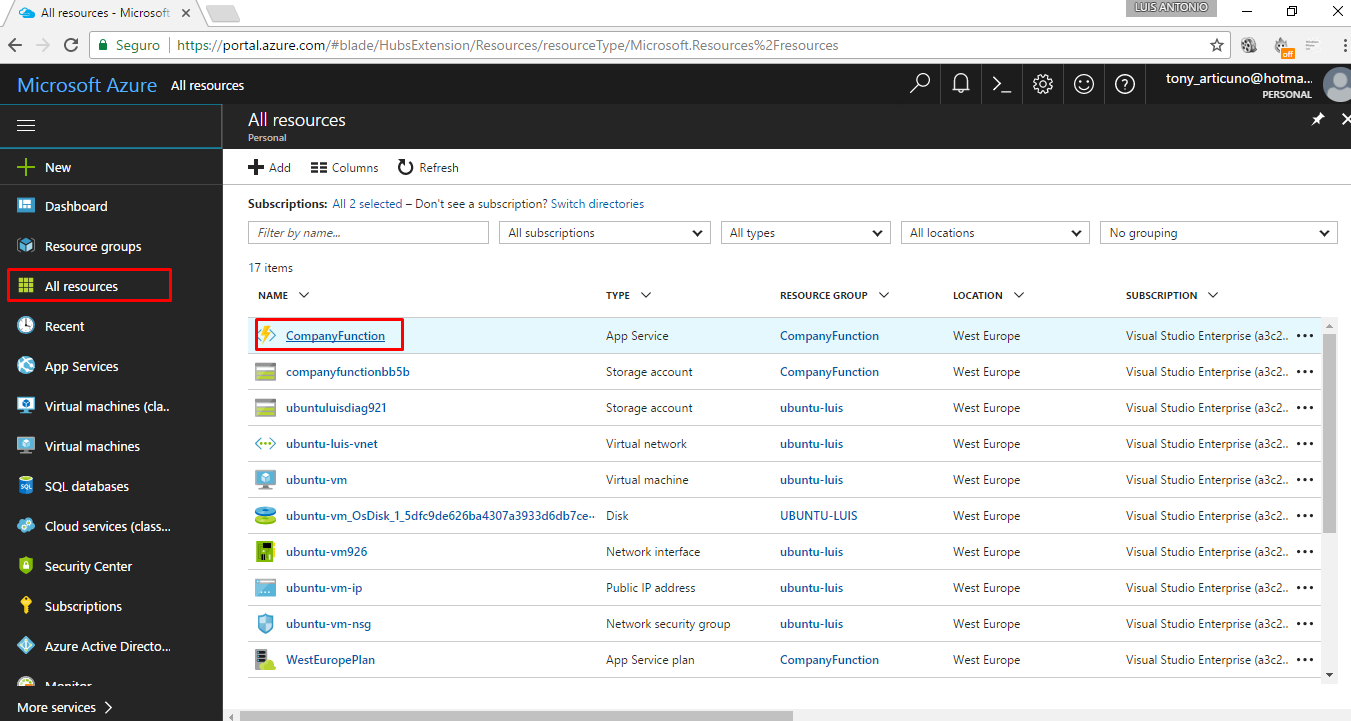 All resources - Microsoft
LUIS ANTONIO
Seguro
https://portal.azure.com/#blade/HubsExtension/Resources/resourceType/Microsoft.Resources%2Fresources
off
Microsoft Azure
All resources
tony_articuno@hotma...
PERSONAL
New
Dashboard
Resource groups
All resources
Recent
App Services
Virtual machines (cla..
Virtual machines
SQL databases
Cloud services (class...
Security Center
Subscriptions
Azure Active Directo...
Monitor
More services
All resources
Personal
Add
Columns
Refresh
Subscriptions: All 2 selected – Don't see a subscription? Switch directories
Filter by name...
All subscriptions
All types
All locations
No grouping
17 items
NAME TYPE RESOURCE GROUP LOCATION SUBSCRIPTION
CompanyFunction App Service CompanyFunction West Europe Visual Studio Enterprise (a3c2..
companyfunctionbb5b Storage account CompanyFunction West Europe Visual Studio Enterprise (a3c2..
ubuntuluisdiag921 Storage account ubuntu-luis West Europe Visual Studio Enterprise (a3c2..
ubuntu-luis-vnet Virtual network ubuntu-luis West Europe Visual Studio Enterprise (a3c2..
ubuntu-vm Virtual machine ubuntu-luis West Europe Visual Studio Enterprise (a3c2..
ubuntu-vm_OsDisk_1_5dfc9de626ba4307a3933d6db7ce·· Disk UBUNTU-LUIS West Europe Visual Studio Enterprise (a3c2..
ubuntu-vm926 Network interface ubuntu-luis West Europe Visual Studio Enterprise (a3c2..
ubuntu-vm-ip Public IP address ubuntu-luis West Europe Visual Studio Enterprise (a3c2..
ubuntu-vm-nsg Network security group ubuntu-luis West Europe Visual Studio Enterprise (a3c2..
WestEuropePlan App Service plan CompanyFunction West Europe Visual Studio Enterprise (a3c2..